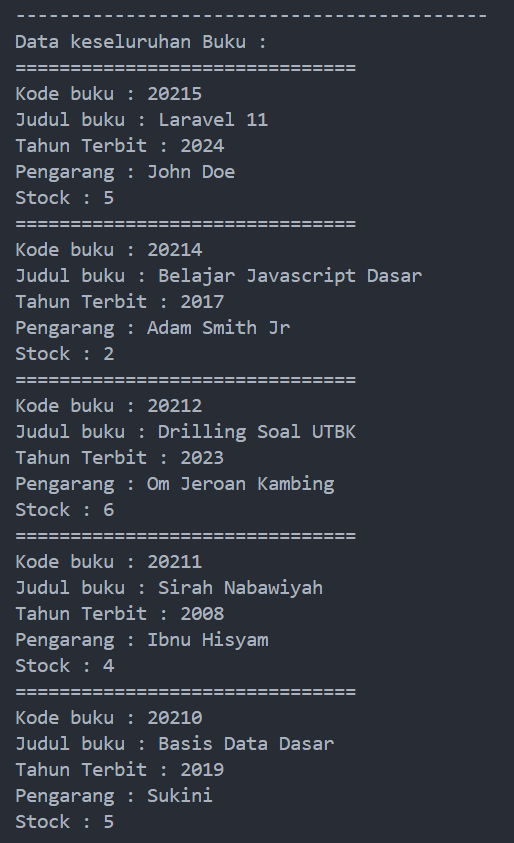 -------------------------------------------
Data keseluruhan Buku :
===============================
Kode buku : 20215
Judul buku : Laravel 11
Tahun Terbit : 2024
Pengarang : John Doe
Stock : 5
===============================
Kode buku : 20214
Judul buku : Belajar Javascript Dasar
Tahun Terbit : 2017
Pengarang : Adam Smith Jr
Stock : 2
===============================
Kode buku : 20212
Judul buku : Drilling Soal UTBK
Tahun Terbit : 2023
Pengarang : Om Jeroan Kambing
Stock : 6
===============================
Kode buku : 20211
Judul buku : Sirah Nabawiyah
Tahun Terbit : 2008
Pengarang : Ibnu Hisyam
Stock : 4
===============================
Kode buku : 20210
Judul buku : Basis Data Dasar
Tahun Terbit : 2019
Pengarang : Sukini
Stock : 5